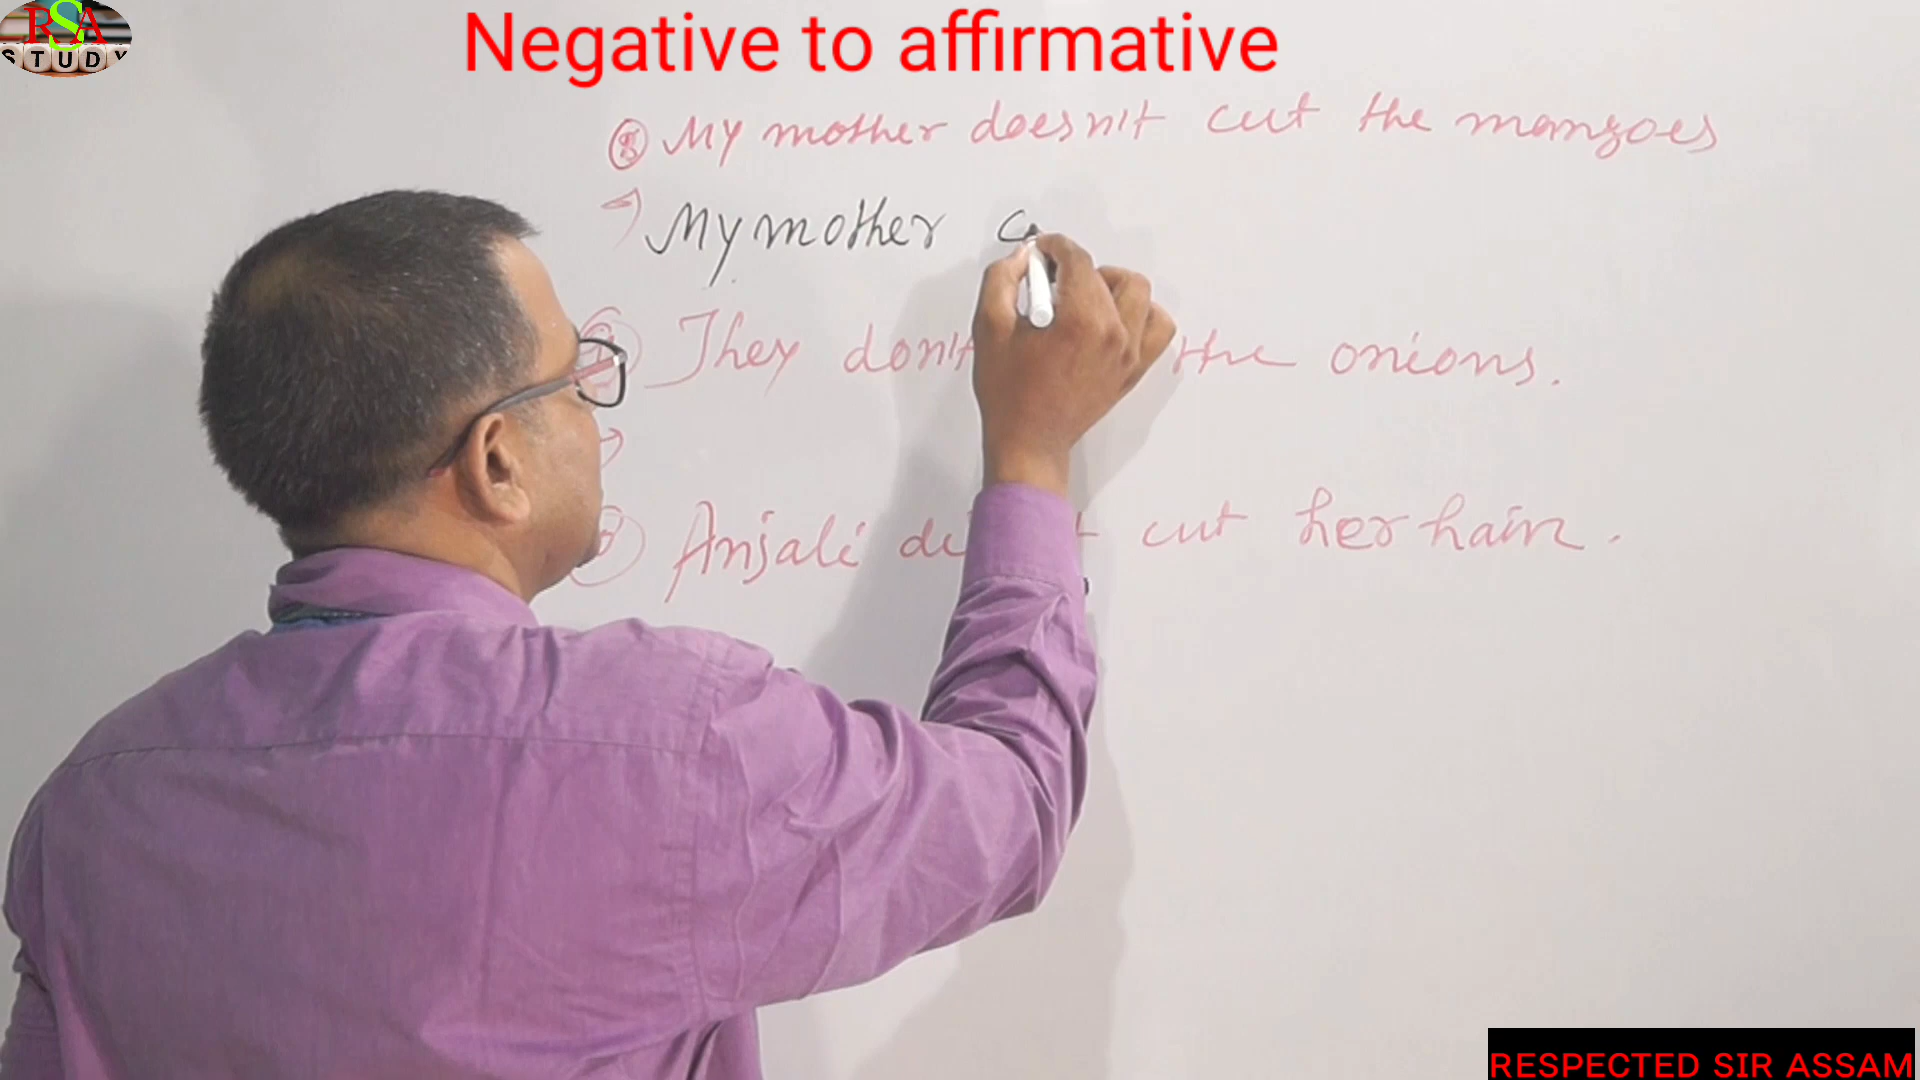 RSA
STUDY
Negative to affirmative
⑧ My mother doesn't cut the mangoes
→ My mother c
They don't the onions.
→
Anjali cut her hair.
RESPECTED SIR ASSAM